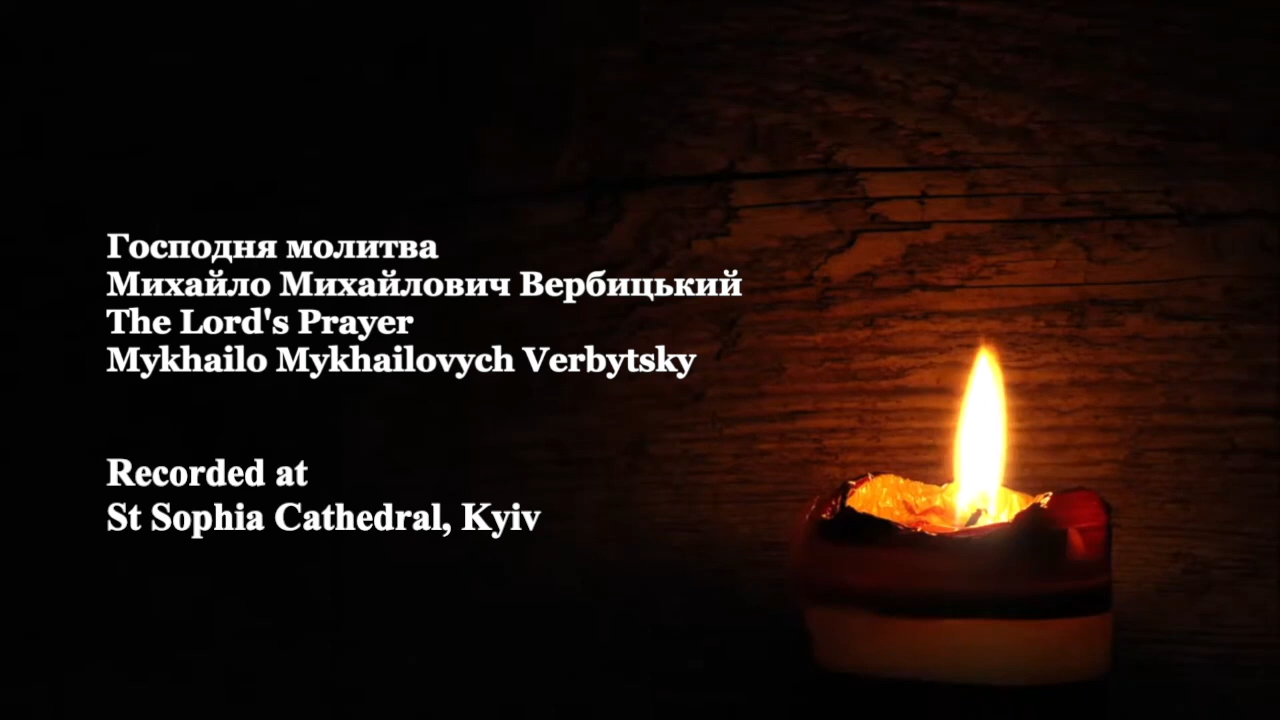 Господня молитва
Михайло Михайлович Вербицький
The Lord's Prayer
Mykhailo Mykhailovych Verbytsky
Recorded at
St Sophia Cathedral, Kyiv